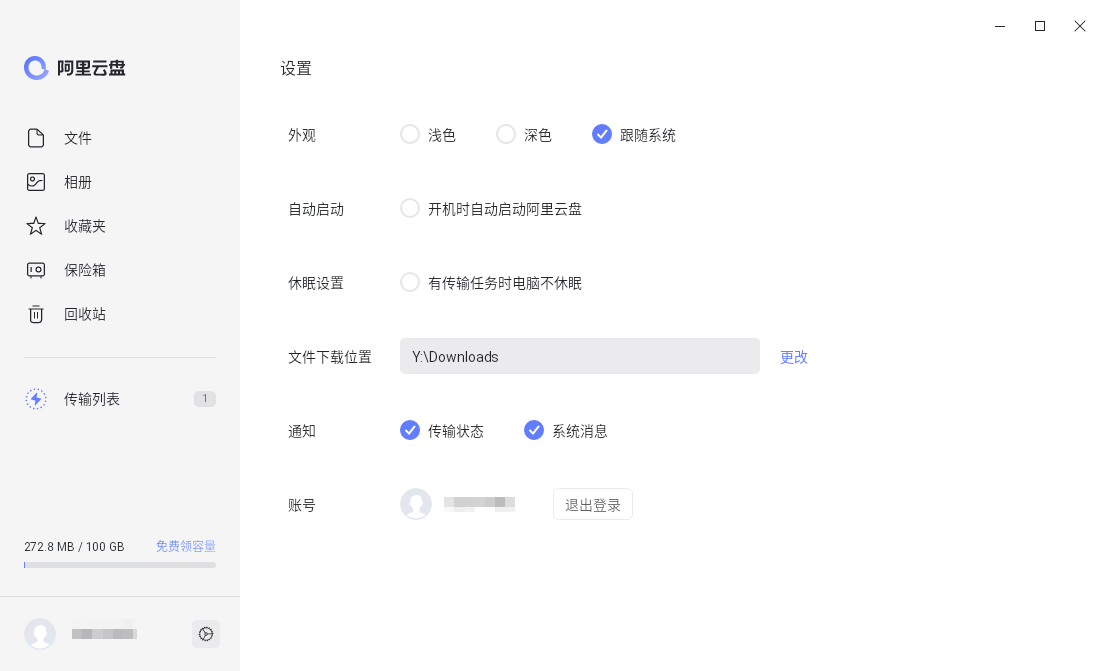 阿里云盘
文件
相册
收藏夹
保险箱
回收站
传输列表 1
272.8 MB / 100 GB 免费领容量
设置
外观 浅色 深色 跟随系统
自动启动 开机时自动启动阿里云盘
休眠设置 有传输任务时电脑不休眠
文件下载位置 Y:\Downloads 更改
通知 传输状态 系统消息
账号 退出登录